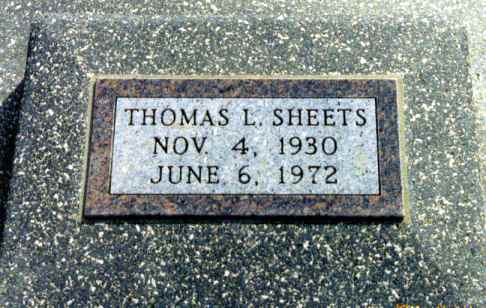 THOMAS L. SHEETS
NOV. 4, 1930
JUNE 6, 1972